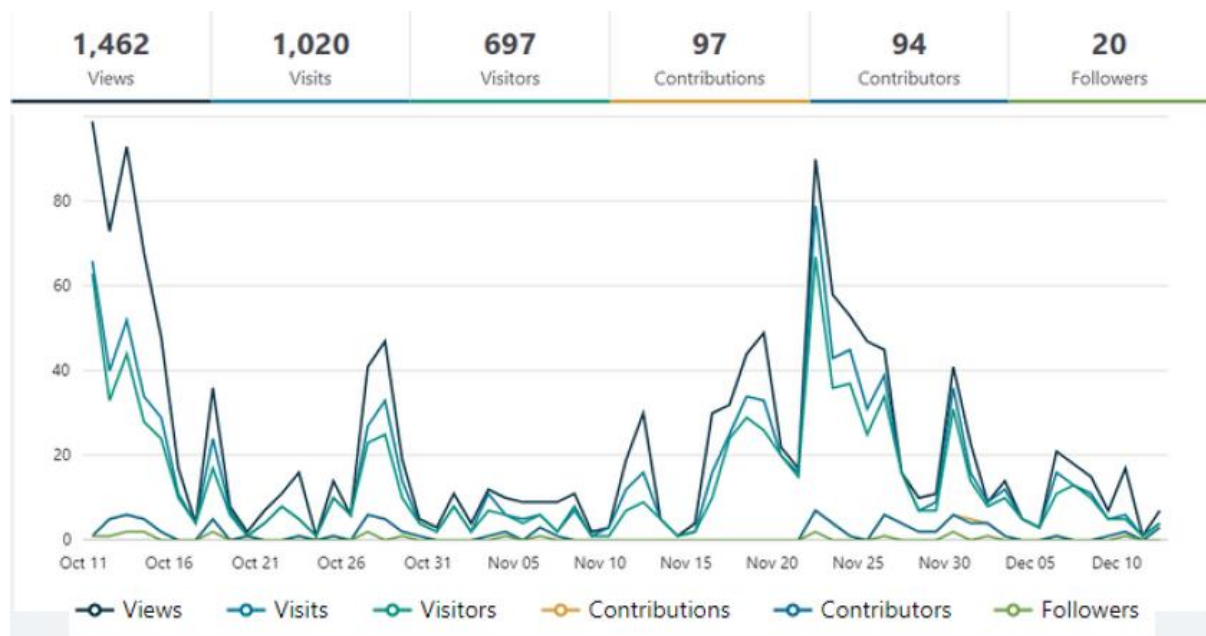 1,462 1,020 697 97 94 20
Views Visits Visitors Contributions Contributors Followers
80
60
40
20
0
Oct 11 Oct 16 Oct 21 Oct 26 Oct 31 Nov 05 Nov 10 Nov 15 Nov 20 Nov 25 Nov 30 Dec 05 Dec 10
Views Visits Visitors Contributions Contributors Followers